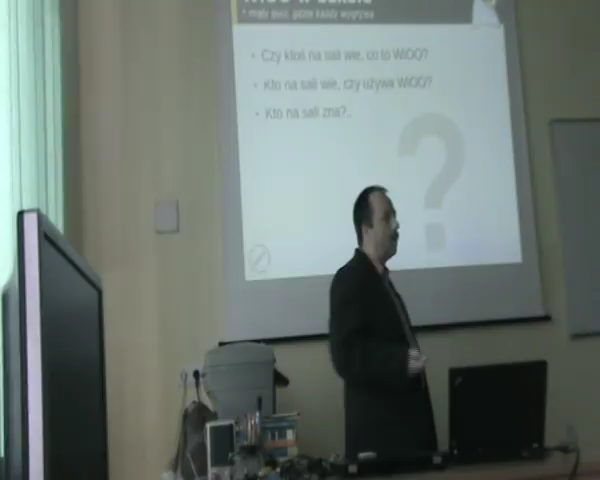 • Czy ktoś na sali wie, co to WiOO?
• Kto na sali wie, czy używa WiOO?
• Kto na sali zna?..
?